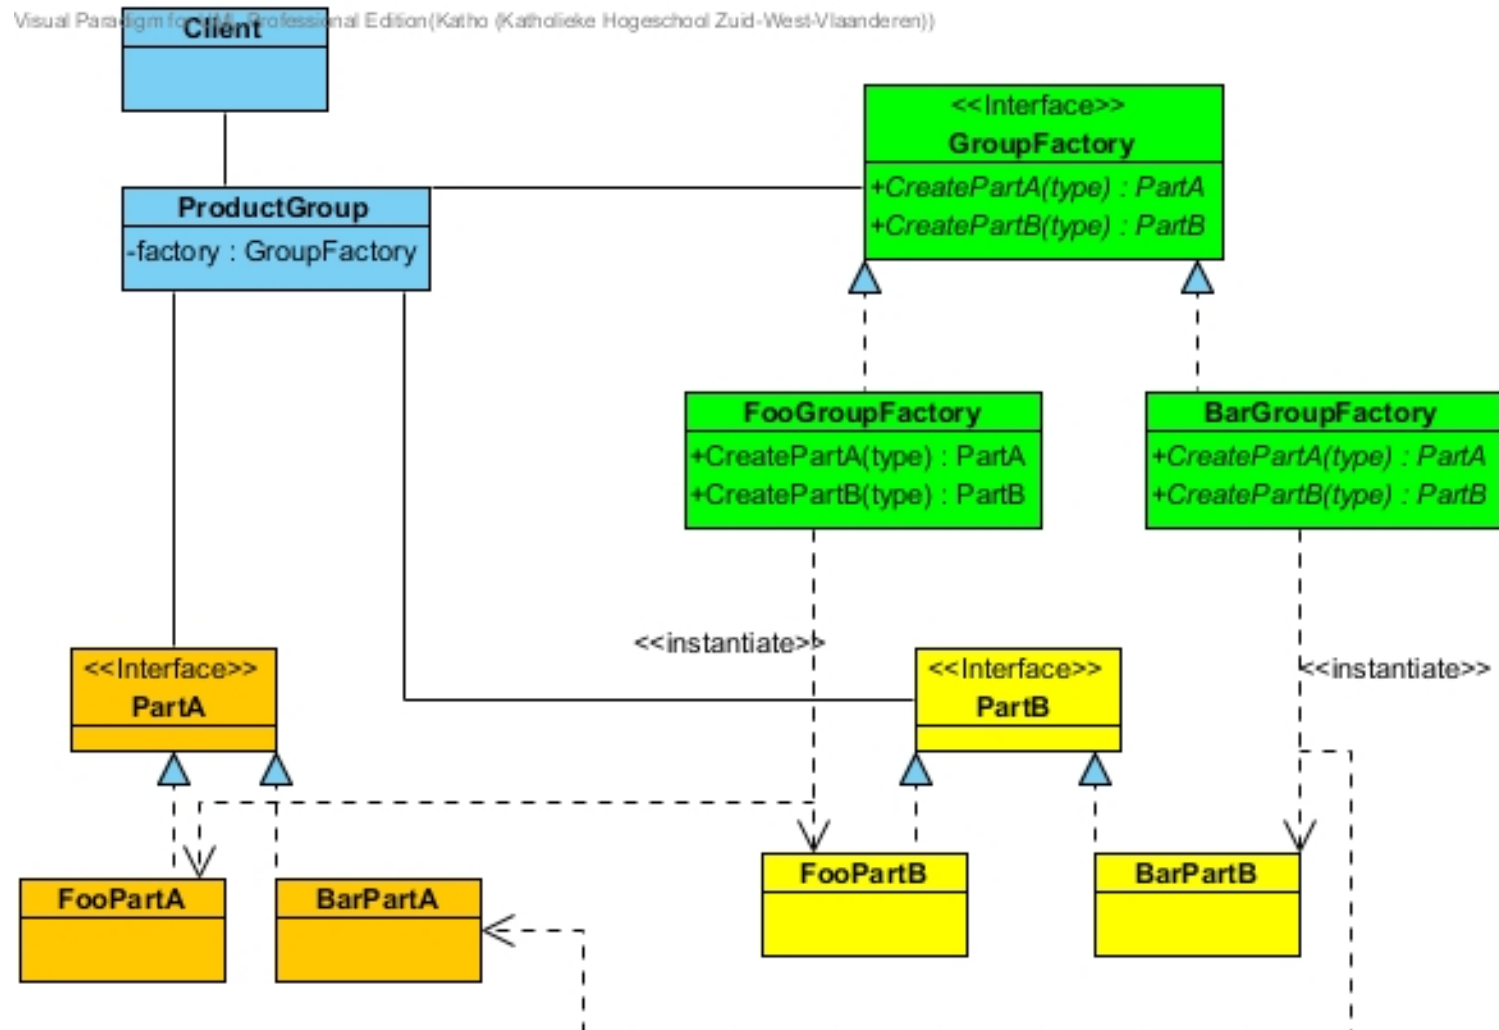 Visual Paradigm for UML Professional Edition(Katho (Katholieke Hogeschool Zuid-West-Vlaanderen))
Client
<<Interface>>
GroupFactory
+CreatePartA(type) : PartA
+CreatePartB(type) : PartB
ProductGroup
-factory : GroupFactory
FooGroupFactory
+CreatePartA(type) : PartA
+CreatePartB(type) : PartB
BarGroupFactory
+CreatePartA(type) : PartA
+CreatePartB(type) : PartB
<<instantiate>>
<<instantiate>>
<<Interface>>
PartA
<<Interface>>
PartB
FooPartA
BarPartA
FooPartB
BarPartB